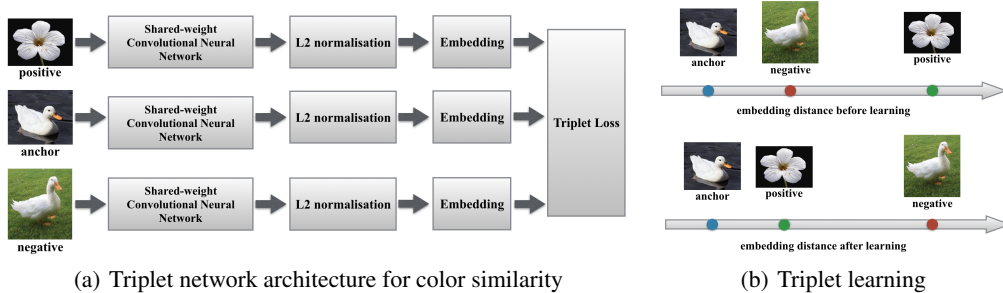 positive
Shared-weight
Convolutional Neural
Network
L2 normalisation
Embedding
anchor
Shared-weight
Convolutional Neural
Network
L2 normalisation
Embedding
negative
Shared-weight
Convolutional Neural
Network
L2 normalisation
Embedding
Triplet Loss
(a) Triplet network architecture for color similarity
anchor
negative
positive
embedding distance before learning
anchor
positive
negative
embedding distance after learning
(b) Triplet learning